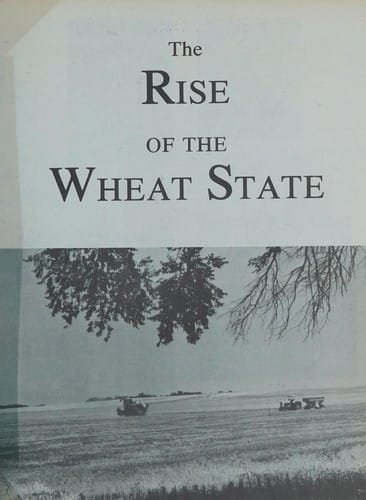 The
RISE
OF THE
WHEAT STATE